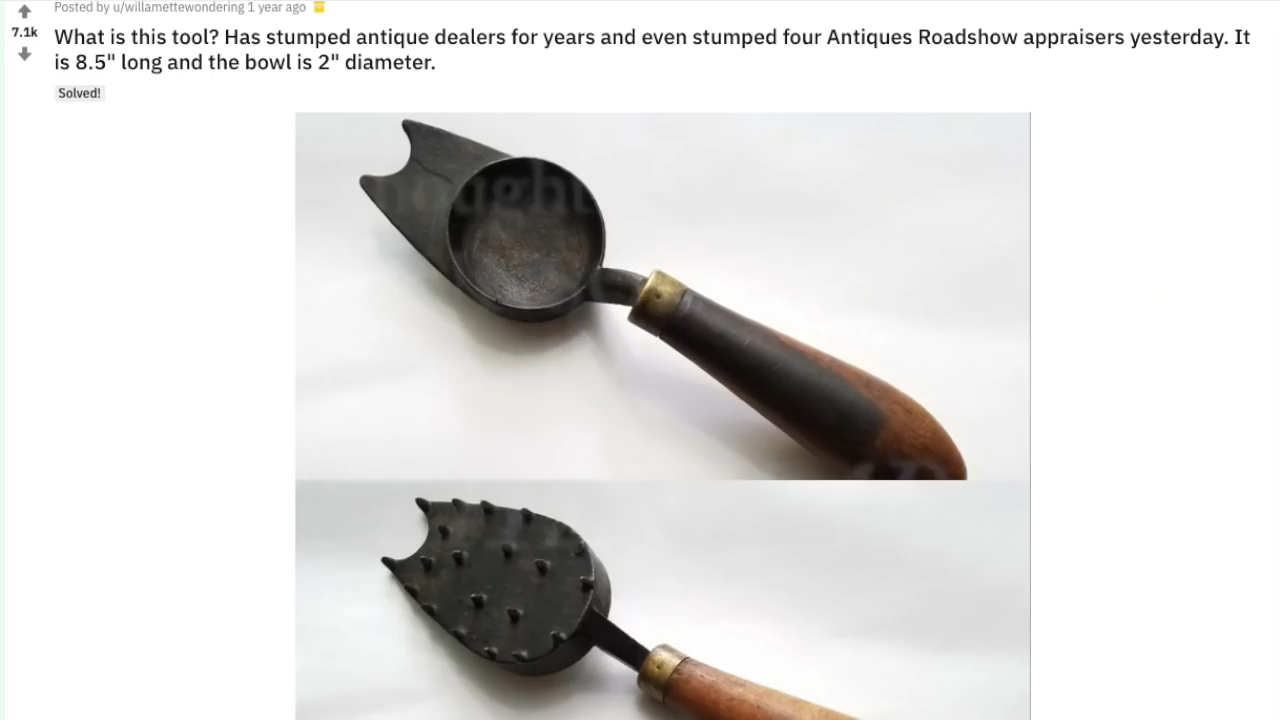 Posted by u/willamettewondering 1 year ago
7.1k
What is this tool? Has stumped antique dealers for years and even stumped four Antiques Roadshow appraisers yesterday. It
is 8.5" long and the bowl is 2" diameter.
Solved!